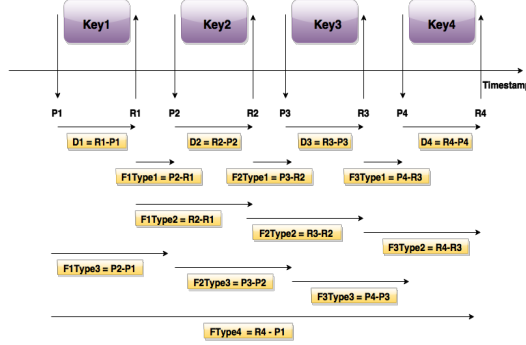 Key1 Key2 Key3 Key4
Timestamp
P1 R1 P2 R2 P3 R3 P4 R4
D1 = R1-P1 D2 = R2-P2 D3 = R3-P3 D4 = R4-P4
F1Type1 = P2-R1 F2Type1 = P3-R2 F3Type1 = P4-R3
F1Type2 = R2-R1
F2Type2 = R3-R2
F3Type2 = R4-R3
F1Type3 = P2-P1
F2Type3 = P3-P2
F3Type3 = P4-P3
FType4 = R4 - P1